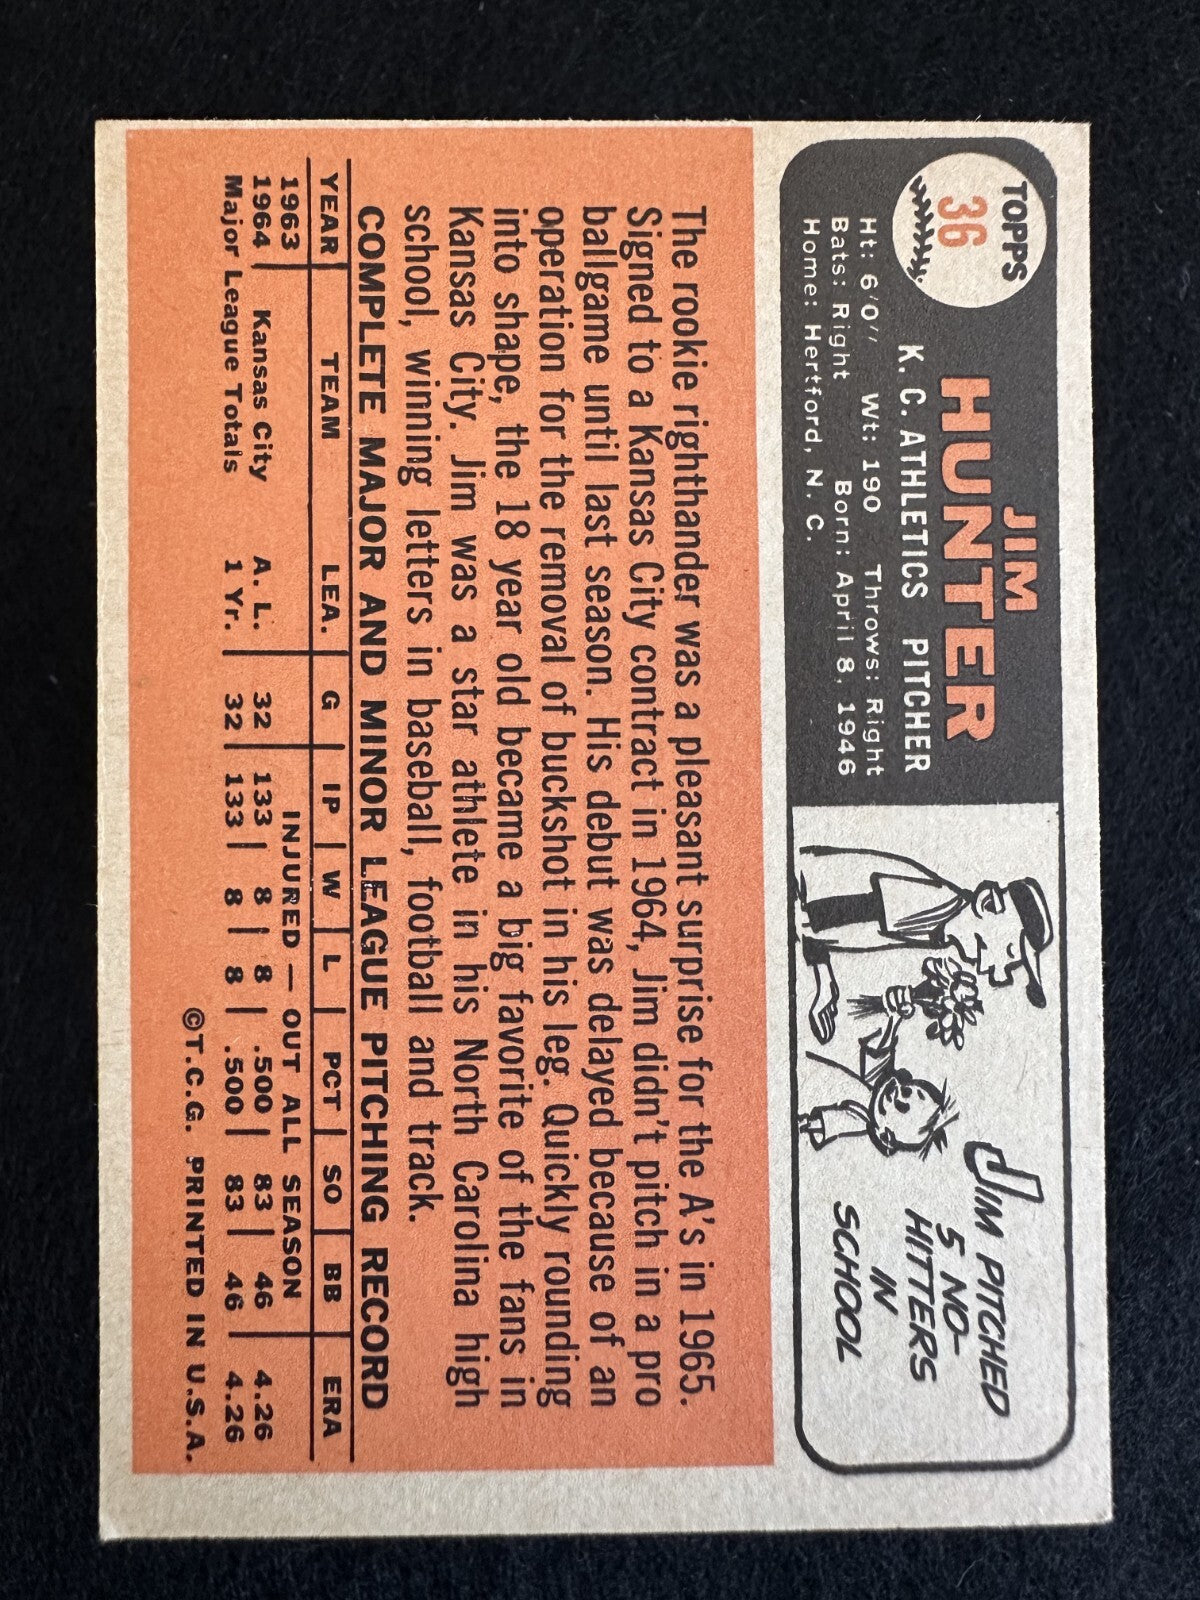 TOPPS
36
JIM
HUNTER
K. C. ATHLETICS PITCHER
Ht: 6'0" Wt: 190 Throws: Right
Bats: Right Born: April 8, 1946
Home: Hertford, N. C.
JIM PITCHED
5 NO-
HITTERS
IN
SCHOOL
The rookie righthander was a pleasant surprise for the A's in 1965.
Signed to a Kansas City contract in 1964, Jim didn't pitch in a pro
ballgame until last season. His debut was delayed because of an
operation for the removal of buckshot in his leg. Quickly rounding
into shape, the 18 year old became a big favorite of the fans in
Kansas City. Jim was a star athlete in his North Carolina high
school, winning letters in baseball, football and track.
COMPLETE MAJOR AND MINOR LEAGUE PITCHING RECORD
YEAR TEAM LEA. G IP W L PCT SO BB ERA
1963 INJURED — OUT ALL SEASON
1964 Kansas City A. L. 32 133 8 8 .500 83 46 4.26
Major League Totals 1 Yr. 32 133 8 8 .500 83 46 4.26
©T.C.G. PRINTED IN U.S.A.